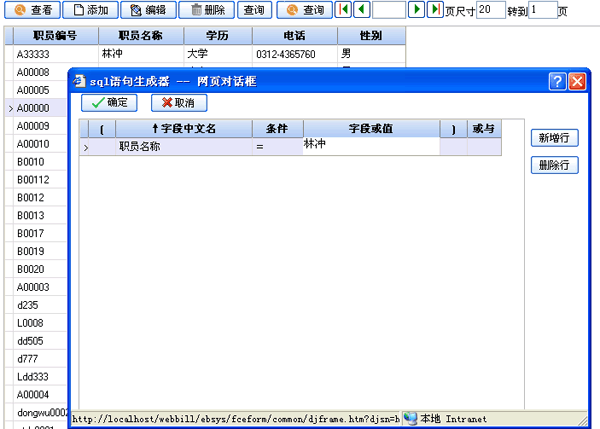 查看 添加 编辑 删除 查询 查询 页尺寸 20 转到 1 页
职员编号 职员名称 学历 电话 性别
A33333 林冲 大学 0312-4365760 男
A00008
A00005
sql语句生成器 -- 网页对话框
> A00000
确定 取消
A00009
( ↑字段中文名 条件 字段或值 ) 或与
新增行
A00010
> 职员名称 = 林冲
B0010
删除行
B00112
B0012
B0013
B0017
B0019
B0020
A00003
d235
L0008
dd505
d777
Ldd333
A00004
dongwu0002
http://localhost/webbill/ebsys/fceform/common/djframe.htm?djsn=h 本地 Intranet